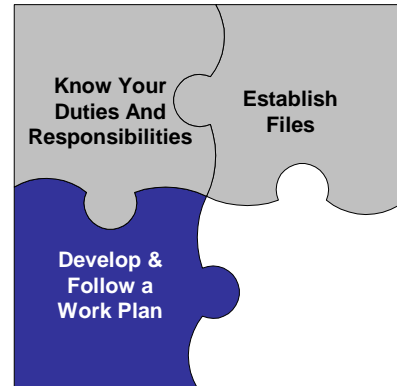 Know Your
Duties And
Responsibilities
Establish
Files
Develop &
Follow a
Work Plan